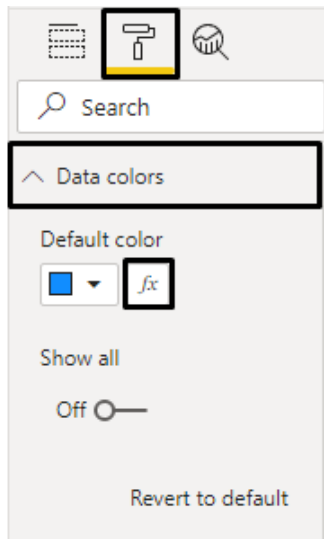 Search
Data colors
Default color
fx
Show all
Off
Revert to default